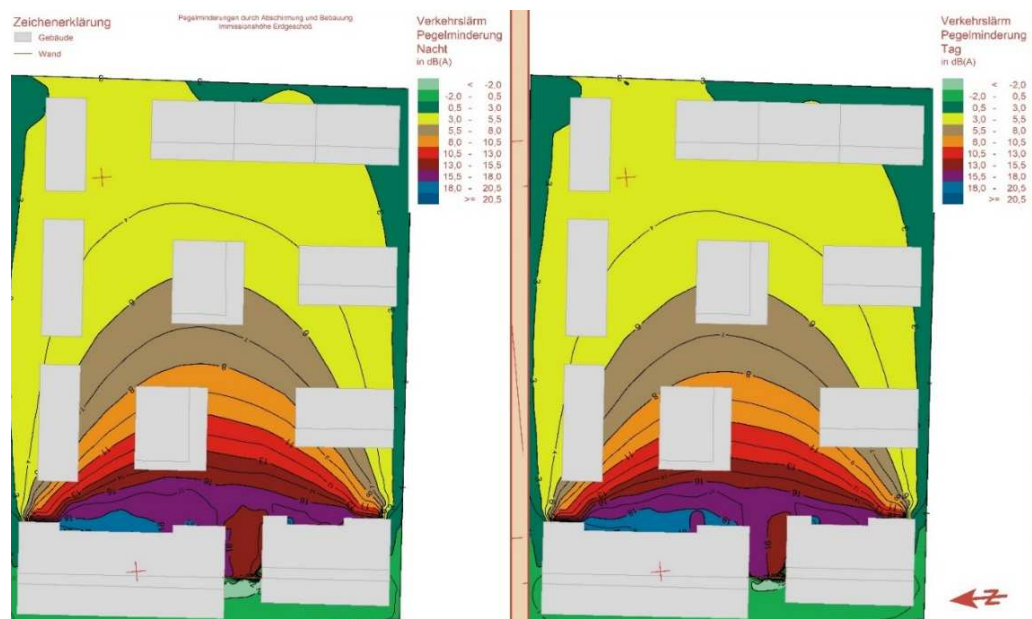 Zeichenerklärung
Gebäude
Wand
Pegelminderungen durch Abschirmung und Bebauung
Immissionshöhe Erdgeschoß
Verkehrslärm
Pegelminderung
Nacht
in dB(A)
< -2,0
-2,0 - 0,5
0,5 - 3,0
3,0 - 5,5
5,5 - 8,0
8,0 - 10,5
10,5 - 13,0
13,0 - 15,5
15,5 - 18,0
18,0 - 20,5
>= 20,5
Verkehrslärm
Pegelminderung
Tag
in dB(A)
< -2,0
-2,0 - 0,5
0,5 - 3,0
3,0 - 5,5
5,5 - 8,0
8,0 - 10,5
10,5 - 13,0
13,0 - 15,5
15,5 - 18,0
18,0 - 20,5
>= 20,5
Z